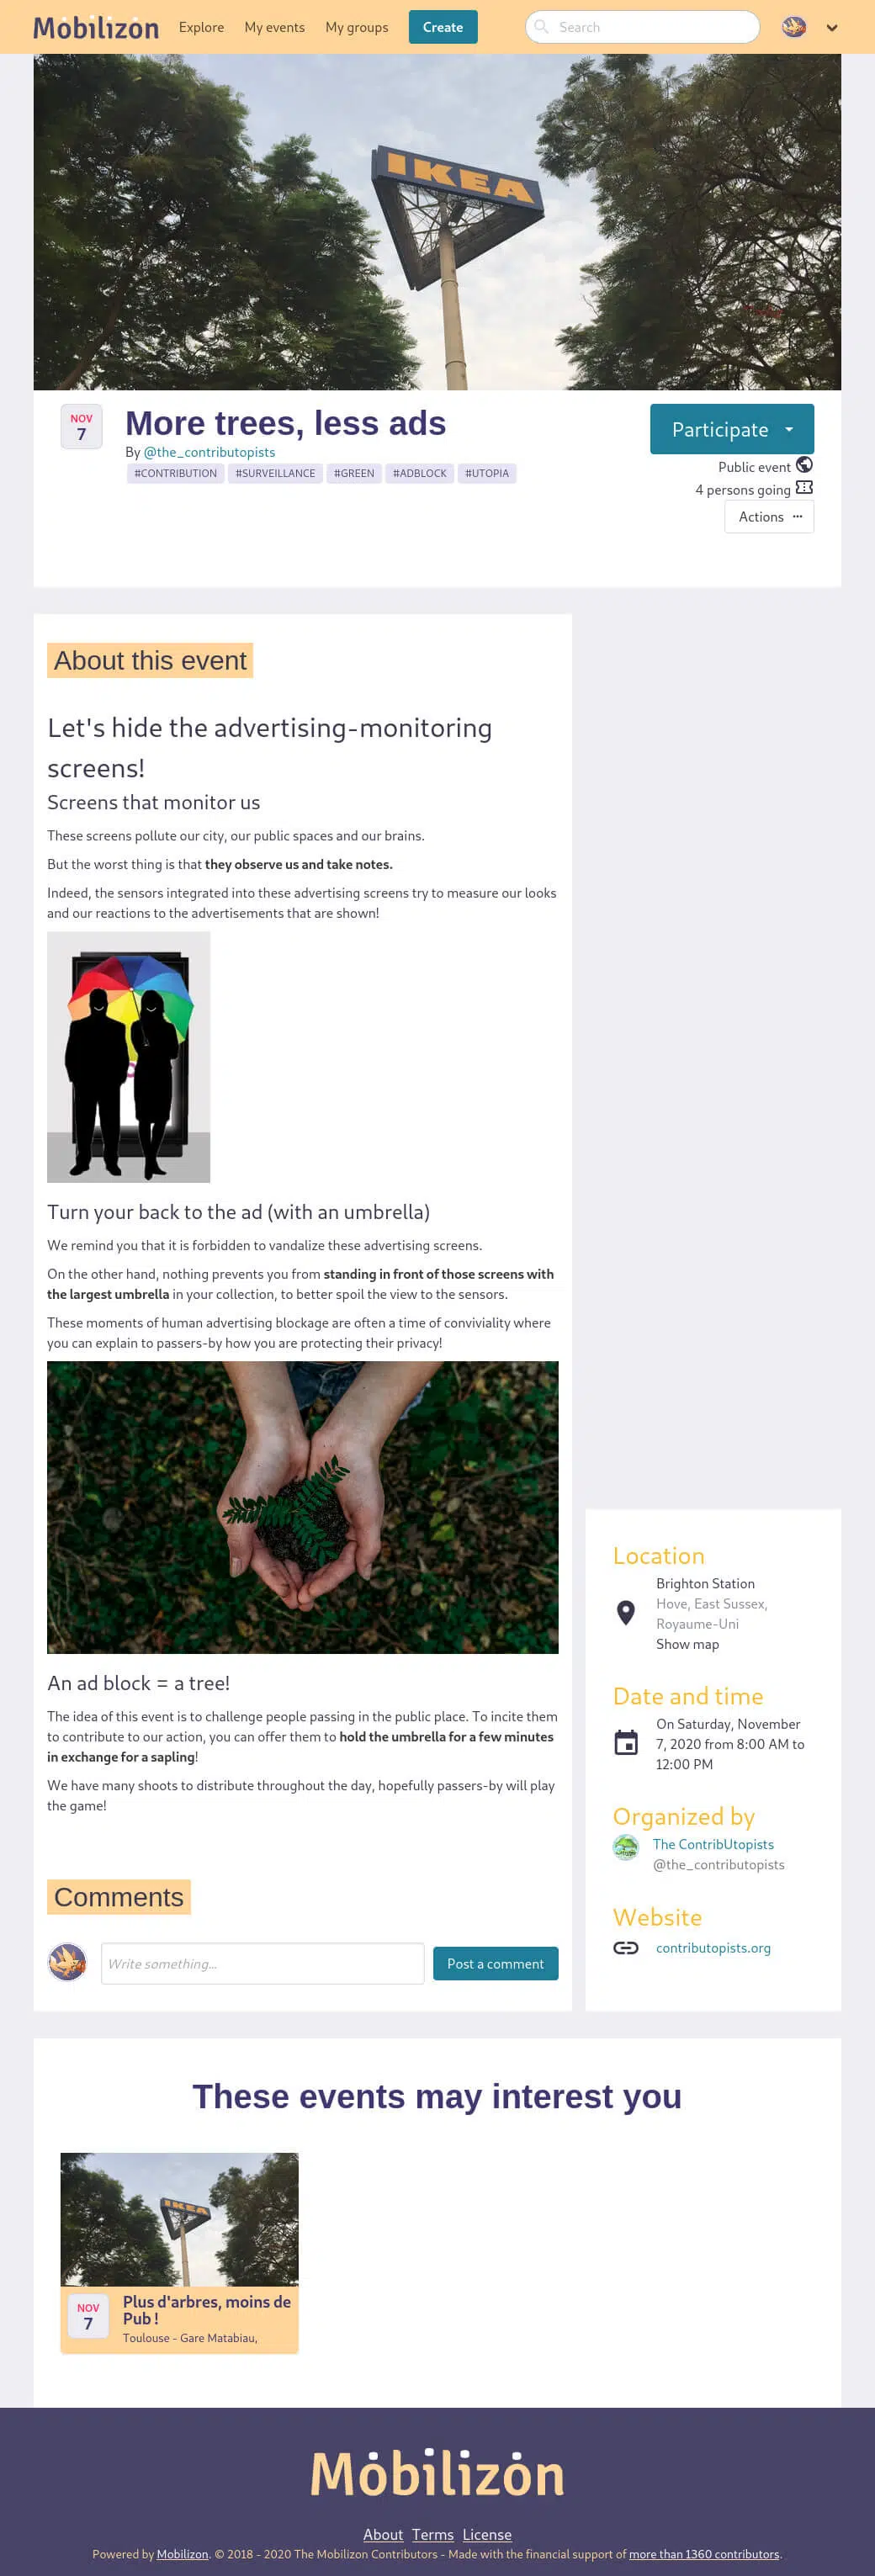 Mobilizon
Explore
My events
My groups
Create
Search
IKEA
NOV
7
More trees, less ads
By @the_contributopists
#CONTRIBUTION #SURVEILLANCE #GREEN #ADBLOCK #UTOPIA
Participate
Public event
4 persons going
Actions
About this event
Let's hide the advertising-monitoring
screens!
Screens that monitor us
These screens pollute our city, our public spaces and our brains.
But the worst thing is that they observe us and take notes.
Indeed, the sensors integrated into these advertising screens try to measure our looks
and our reactions to the advertisements that are shown!
Turn your back to the ad (with an umbrella)
We remind you that it is forbidden to vandalize these advertising screens.
On the other hand, nothing prevents you from standing in front of those screens with
the largest umbrella in your collection, to better spoil the view to the sensors.
These moments of human advertising blockage are often a time of conviviality where
you can explain to passers-by how you are protecting their privacy!
An ad block = a tree!
The idea of this event is to challenge people passing in the public place. To incite them
to contribute to our action, you can offer them to hold the umbrella for a few minutes
in exchange for a sapling!
We have many shoots to distribute throughout the day, hopefully passers-by will play
the game!
Comments
Write something...
Post a comment
Location
Brighton Station
Hove, East Sussex,
Royaume-Uni
Show map
Date and time
On Saturday, November
7, 2020 from 8:00 AM to
12:00 PM
Organized by
The ContribUtopists
@the_contributopists
Website
contributopists.org
These events may interest you
IKEA
NOV
7
Plus d'arbres, moins de
Pub !
Toulouse - Gare Matabiau,
Mobilizon
About Terms License
Powered by Mobilizon. © 2018 - 2020 The Mobilizon Contributors - Made with the financial support of more than 1360 contributors.